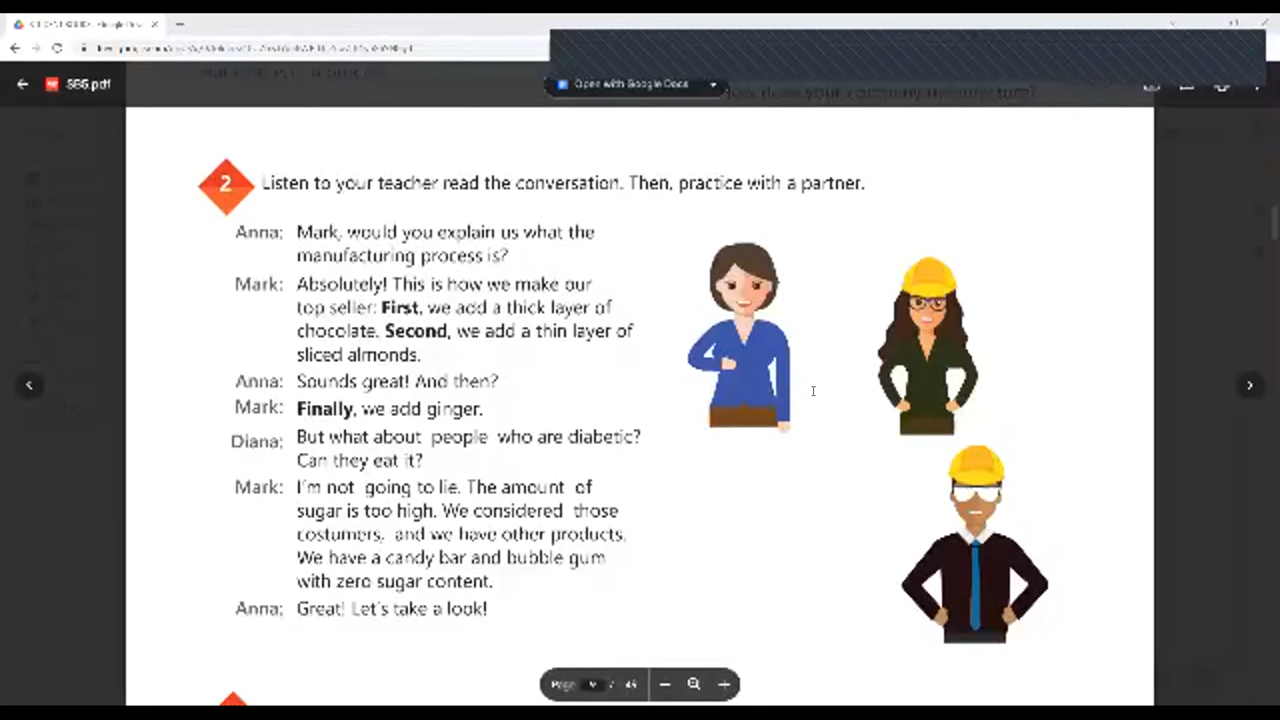 SB5.pdf
Open with Google Docs
2
Listen to your teacher read the conversation. Then, practice with a partner.
Anna: Mark, would you explain us what the
manufacturing process is?
Mark: Absolutely! This is how we make our
top seller: First, we add a thick layer of
chocolate. Second, we add a thin layer of
sliced almonds.
Anna: Sounds great! And then?
Mark: Finally, we add ginger.
Diana: But what about people who are diabetic?
Can they eat it?
Mark: I'm not going to lie. The amount of
sugar is too high. We considered those
costumers, and we have other products.
We have a candy bar and bubble gum
with zero sugar content.
Anna: Great! Let's take a look!
Page 9 /